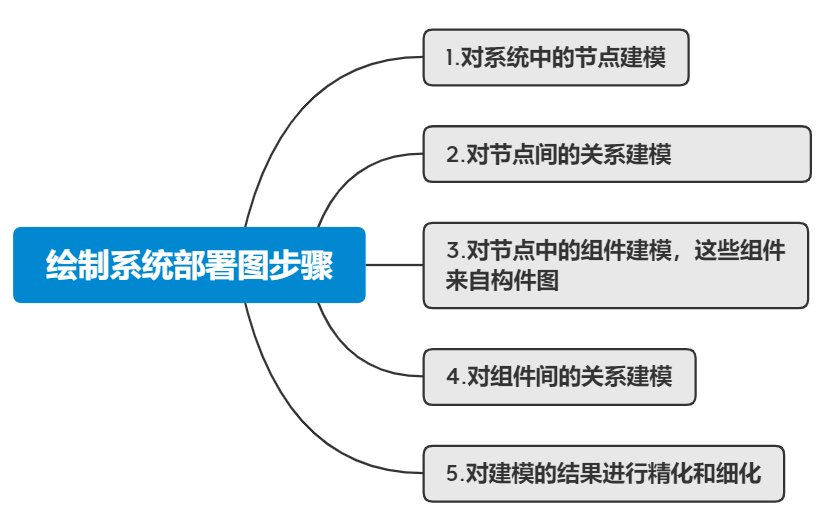 绘制系统部署图步骤
1.对系统中的节点建模
2.对节点间的关系建模
3.对节点中的组件建模，这些组件
来自构件图
4.对组件间的关系建模
5.对建模的结果进行精化和细化